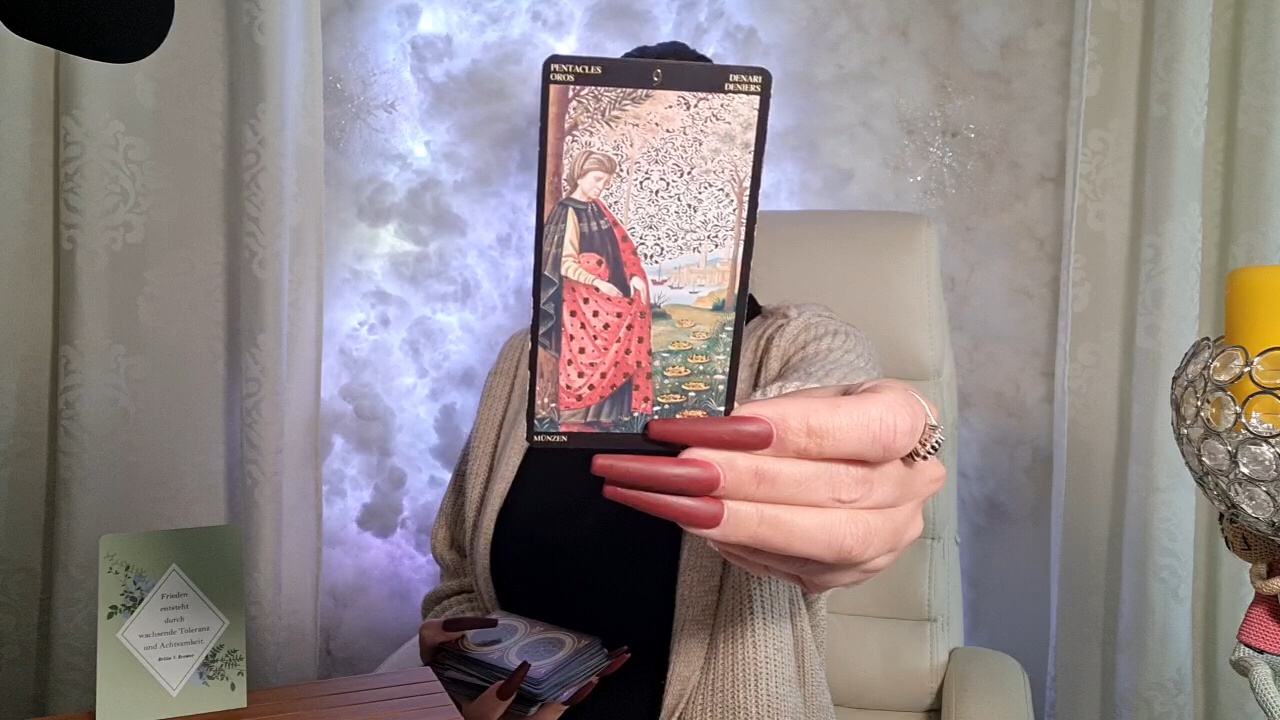 PENTACLES
OROS
9
DENARI
DENIERS
MÜNZEN
Frieden
entsteht
durch
wachsende Toleranz
und Achtsamkeit.